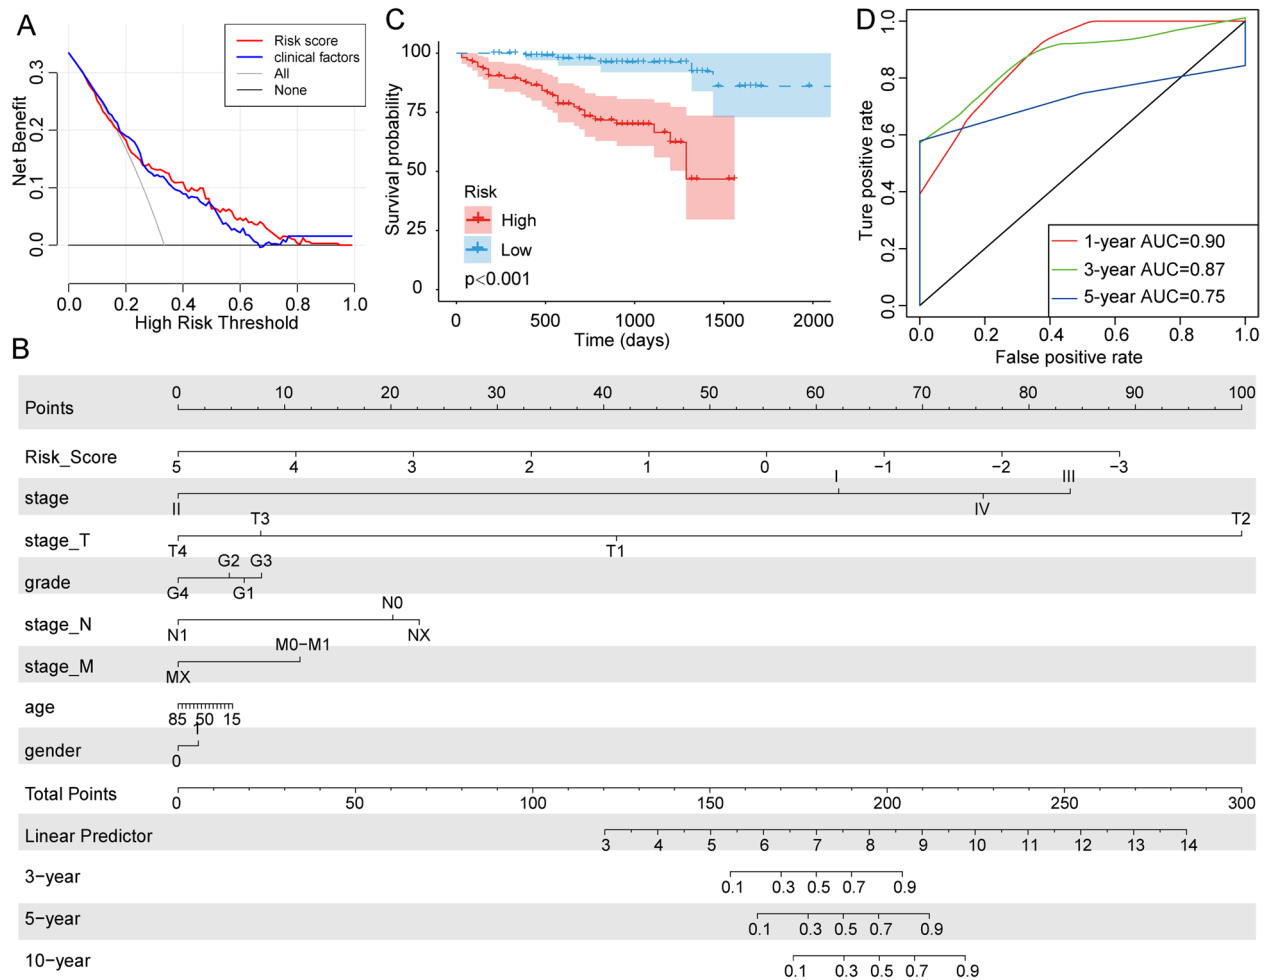 A
Risk score
clinical factors
All
None
Net Benefit
0.3
0.2
0.1
0.0
0.0 0.2 0.4 0.6 0.8 1.0
High Risk Threshold
C
Survival probability
100
75
50
25
0
Risk
High
Low
p<0.001
0 500 1000 1500 2000
Time (days)
D
Ture positive rate
1.0
0.8
0.6
0.4
0.2
0.0
1-year AUC=0.90
3-year AUC=0.87
5-year AUC=0.75
0.0 0.2 0.4 0.6 0.8 1.0
False positive rate
B
Points
0 10 20 30 40 50 60 70 80 90 100
Risk_Score
5 4 3 2 1 0 −1 −2 −3
stage
I III
II IV
stage_T
T3 T2
T4 T1
grade
G2 G3
G4 G1
stage_N
N0
N1 NX
stage_M
M0−M1
MX
age
85 50 15
gender
1
0
Total Points
0 50 100 150 200 250 300
Linear Predictor
3 4 5 6 7 8 9 10 11 12 13 14
3−year
0.1 0.3 0.5 0.7 0.9
5−year
0.1 0.3 0.5 0.7 0.9
10−year
0.1 0.3 0.5 0.7 0.9